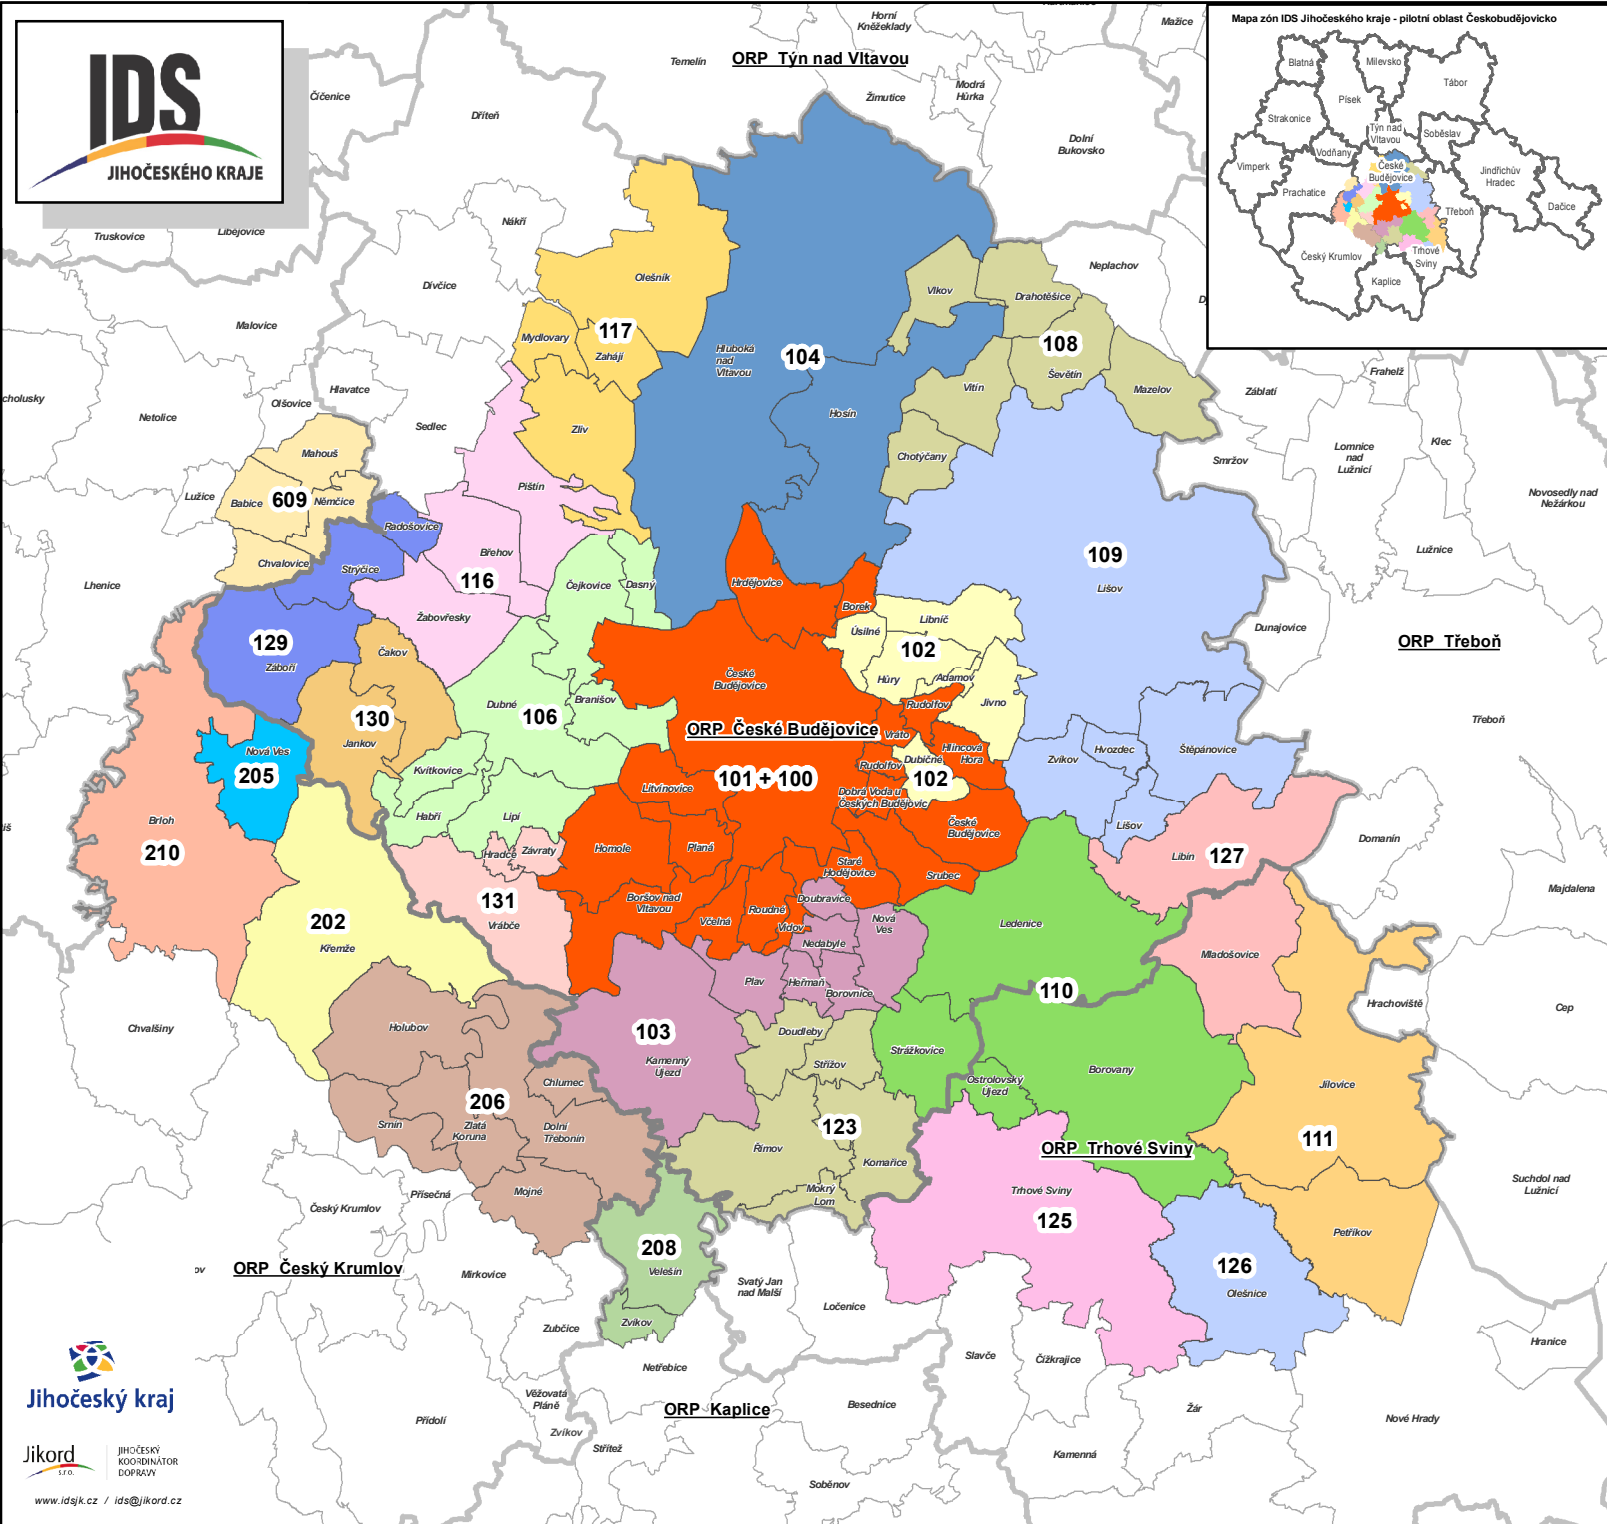 IDS
JIHOČESKÉHO KRAJE
Mapa zón IDS Jihočeského kraje - pilotní oblast Českobudějovicko
Blatná
Milevsko
Tábor
Písek
Strakonice
Týn nad
Vltavou
Soběslav
Vodňany
Vimperk
České
Budějovice
Jindřichův
Hradec
Prachatice
Dačice
Třeboň
Český Krumlov
Trhové
Sviny
Kaplice
Horní
Kněžeklady
Mažice
Temelín
ORP Týn nad Vltavou
Modrá
Hůrka
Žimutice
Číčenice
Dříteň
Dolní
Bukovsko
Nákří
Truskovice
Libějovice
Neplachov
Olešník
Dívčice
Vlkov
Drahotěšice
Malovice
117
Mydlovary
Zahájí
Hluboká
nad
Vltavou
104
108
Ševětín
Vitín
Mazelov
Hlavatce
Olšovice
Netolice
Sedlec
Zliv
Hosín
Frahelž
Záblatí
Klec
Lomnice
nad
Lužnicí
Smržov
Mahouš
Chotýčany
Pištín
Lužice
Babice
609
Němčice
Novosedly nad
Nežárkou
Radošovice
Břehov
Chvalovice
Strýčice
116
109
Lišov
Lužnice
Lhenice
Čejkovice
Dasný
Hrdějovice
Borek
Žabovřesky
Libníč
Úsilné
102
Dunajovice
ORP Třeboň
129
Záboří
Čakov
Hůry
Adamov
Jivno
České
Budějovice
Dubné
Branišov
106
Rudolfov
130
Jankov
ORP České Budějovice
Vráto
Třeboň
Nová Ves
205
Hlincová
Hora
Dubičné
Rudolfov
102
Zvíkov
Hvozdec
Štěpánovice
Kvítkovice
101 + 100
Litvínovice
Dobrá Voda u
Českých Budějovic
Habří
Lipí
Brloh
210
České
Budějovice
Lišov
Domanín
Homole
Planá
Hradce
Závraty
Staré
Hodějovice
Srubec
Libín
127
131
Vrábče
Boršov nad
Vltavou
Doubravice
Majdalena
Včelná
Roudné
Vidov
Nová
Ves
Ledenice
202
Křemže
Nedabyle
Mladošovice
Plav
Heřmaň
Borovnice
110
Hrachoviště
Cep
Chvalšiny
Holubov
103
Kamenný
Újezd
Doudleby
Střížov
Strážkovice
Borovany
Ostrolovský
Újezd
Jílovice
Chlumec
206
Srnín
Zlatá
Koruna
Dolní
Třebonín
123
Římov
Komařice
111
ORP Trhové Sviny
Mojné
Mokrý
Lom
Trhové Sviny
125
Suchdol nad
Lužnicí
Přísečná
Český Krumlov
Petříkov
208
Velešín
126
Olešnice
ORP Český Krumlov
Mirkovice
Svatý Jan
nad Malší
Ločenice
Zvíkov
Zubčice
Slavče
Čížkrajice
Hranice
Netřebice
Věžovatá
Pláně
ORP Kaplice
Besednice
Žár
Nové Hrady
Přídolí
Zvíkov
Střítež
Kamenná
Soběnov
Jihočeský kraj
Jikord
s.r.o.
JIHOČESKÝ
KOORDINÁTOR
DOPRAVY
www.idsjk.cz / ids@jikord.cz